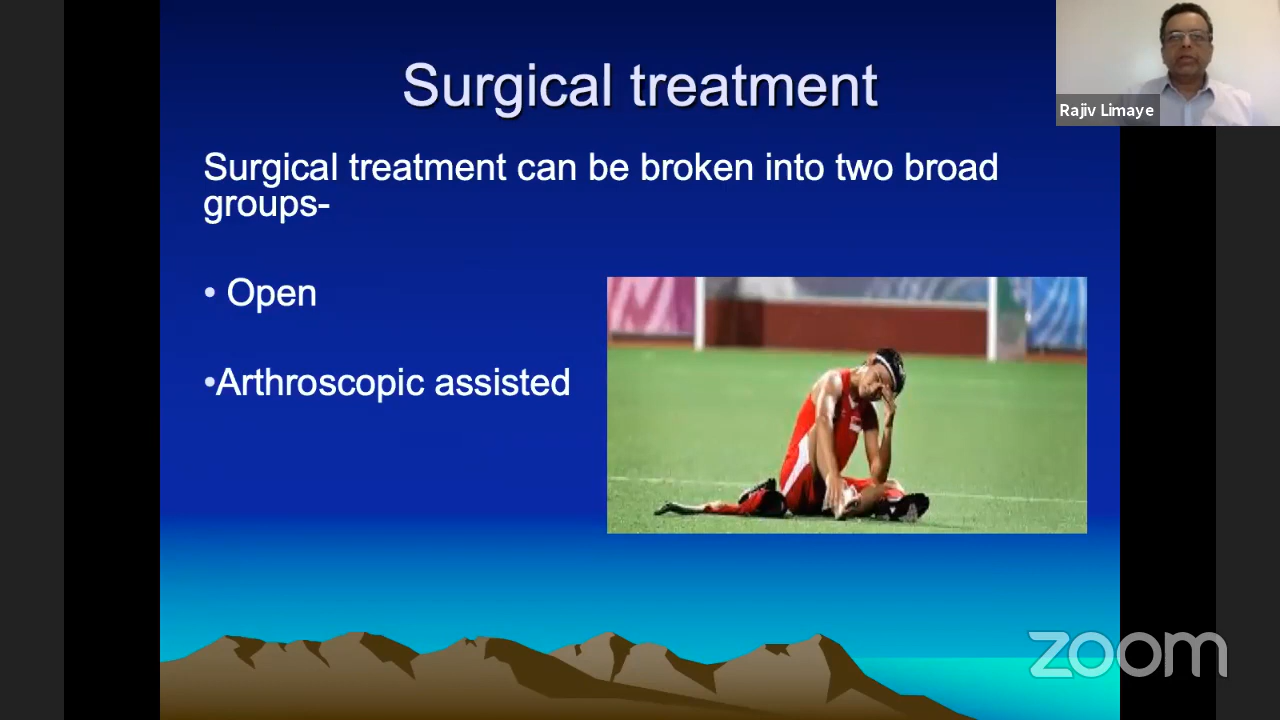 Surgical treatment
Rajiv Limaye
Surgical treatment can be broken into two broad
groups-
• Open
•Arthroscopic assisted
zoom